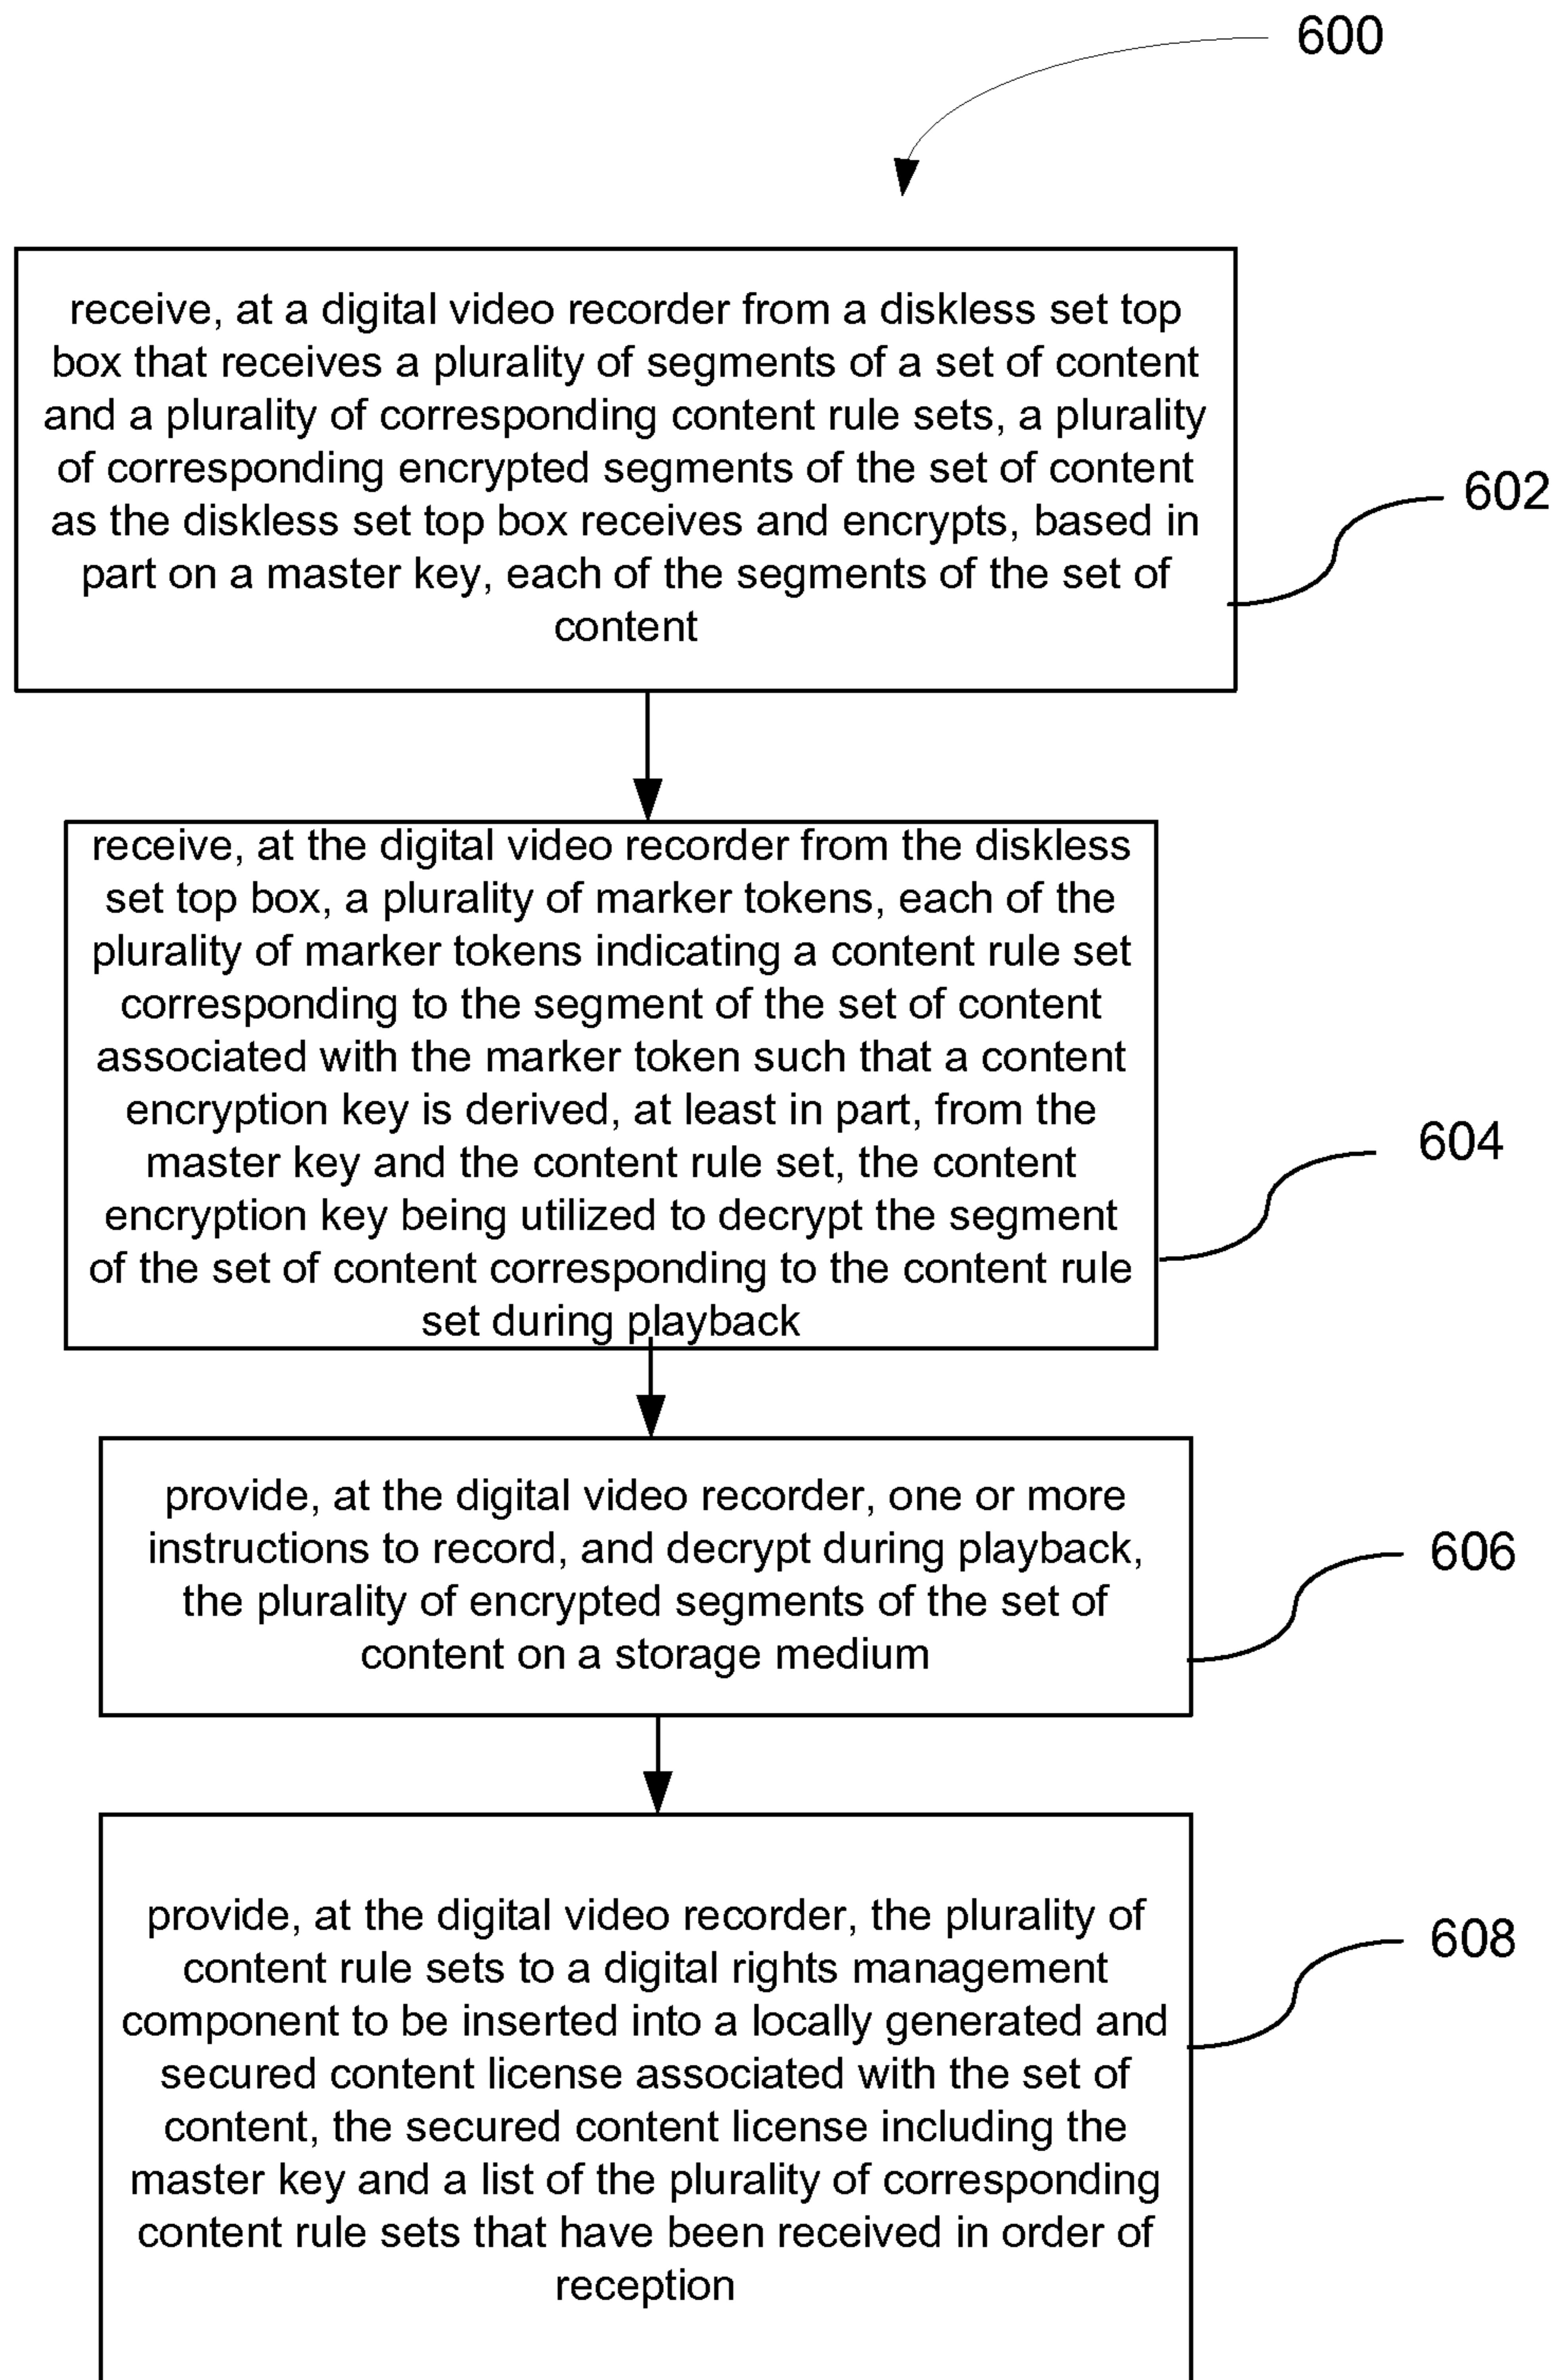 600
receive, at a digital video recorder from a diskless set top
box that receives a plurality of segments of a set of content
and a plurality of corresponding content rule sets, a plurality
of corresponding encrypted segments of the set of content
as the diskless set top box receives and encrypts, based in
part on a master key, each of the segments of the set of
content
602
receive, at the digital video recorder from the diskless
set top box, a plurality of marker tokens, each of the
plurality of marker tokens indicating a content rule set
corresponding to the segment of the set of content
associated with the marker token such that a content
encryption key is derived, at least in part, from the
master key and the content rule set, the content
encryption key being utilized to decrypt the segment
of the set of content corresponding to the content rule
set during playback
604
provide, at the digital video recorder, one or more
instructions to record, and decrypt during playback,
the plurality of encrypted segments of the set of
content on a storage medium
606
provide, at the digital video recorder, the plurality of
content rule sets to a digital rights management
component to be inserted into a locally generated and
secured content license associated with the set of
content, the secured content license including the
master key and a list of the plurality of corresponding
content rule sets that have been received in order of
reception
608